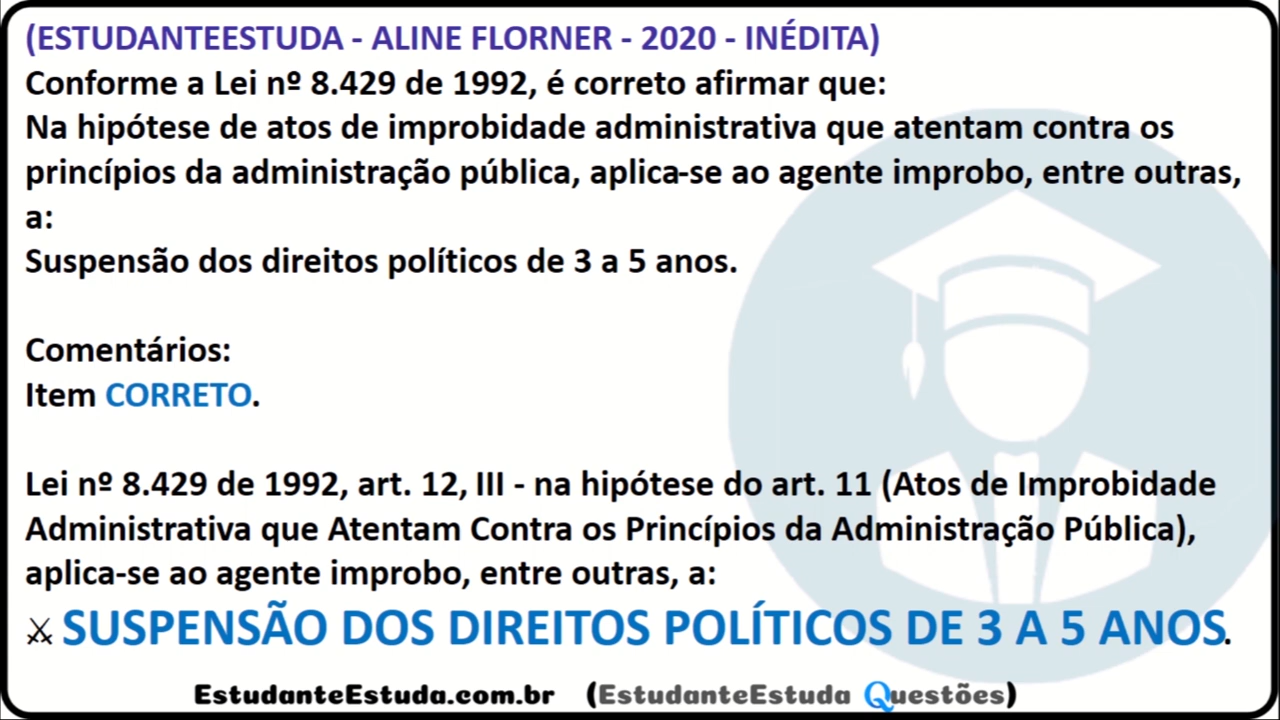 (ESTUDANTEESTUDA - ALINE FLORNER - 2020 - INÉDITA)
Conforme a Lei nº 8.429 de 1992, é correto afirmar que:
Na hipótese de atos de improbidade administrativa que atentam contra os
princípios da administração pública, aplica-se ao agente improbo, entre outras,
a:
Suspensão dos direitos políticos de 3 a 5 anos.
Comentários:
Item CORRETO.
Lei nº 8.429 de 1992, art. 12, III - na hipótese do art. 11 (Atos de Improbidade
Administrativa que Atentam Contra os Princípios da Administração Pública),
aplica-se ao agente improbo, entre outras, a:
⚔ SUSPENSÃO DOS DIREITOS POLÍTICOS DE 3 A 5 ANOS.
EstudanteEstuda.com.br (EstudanteEstuda Questões)